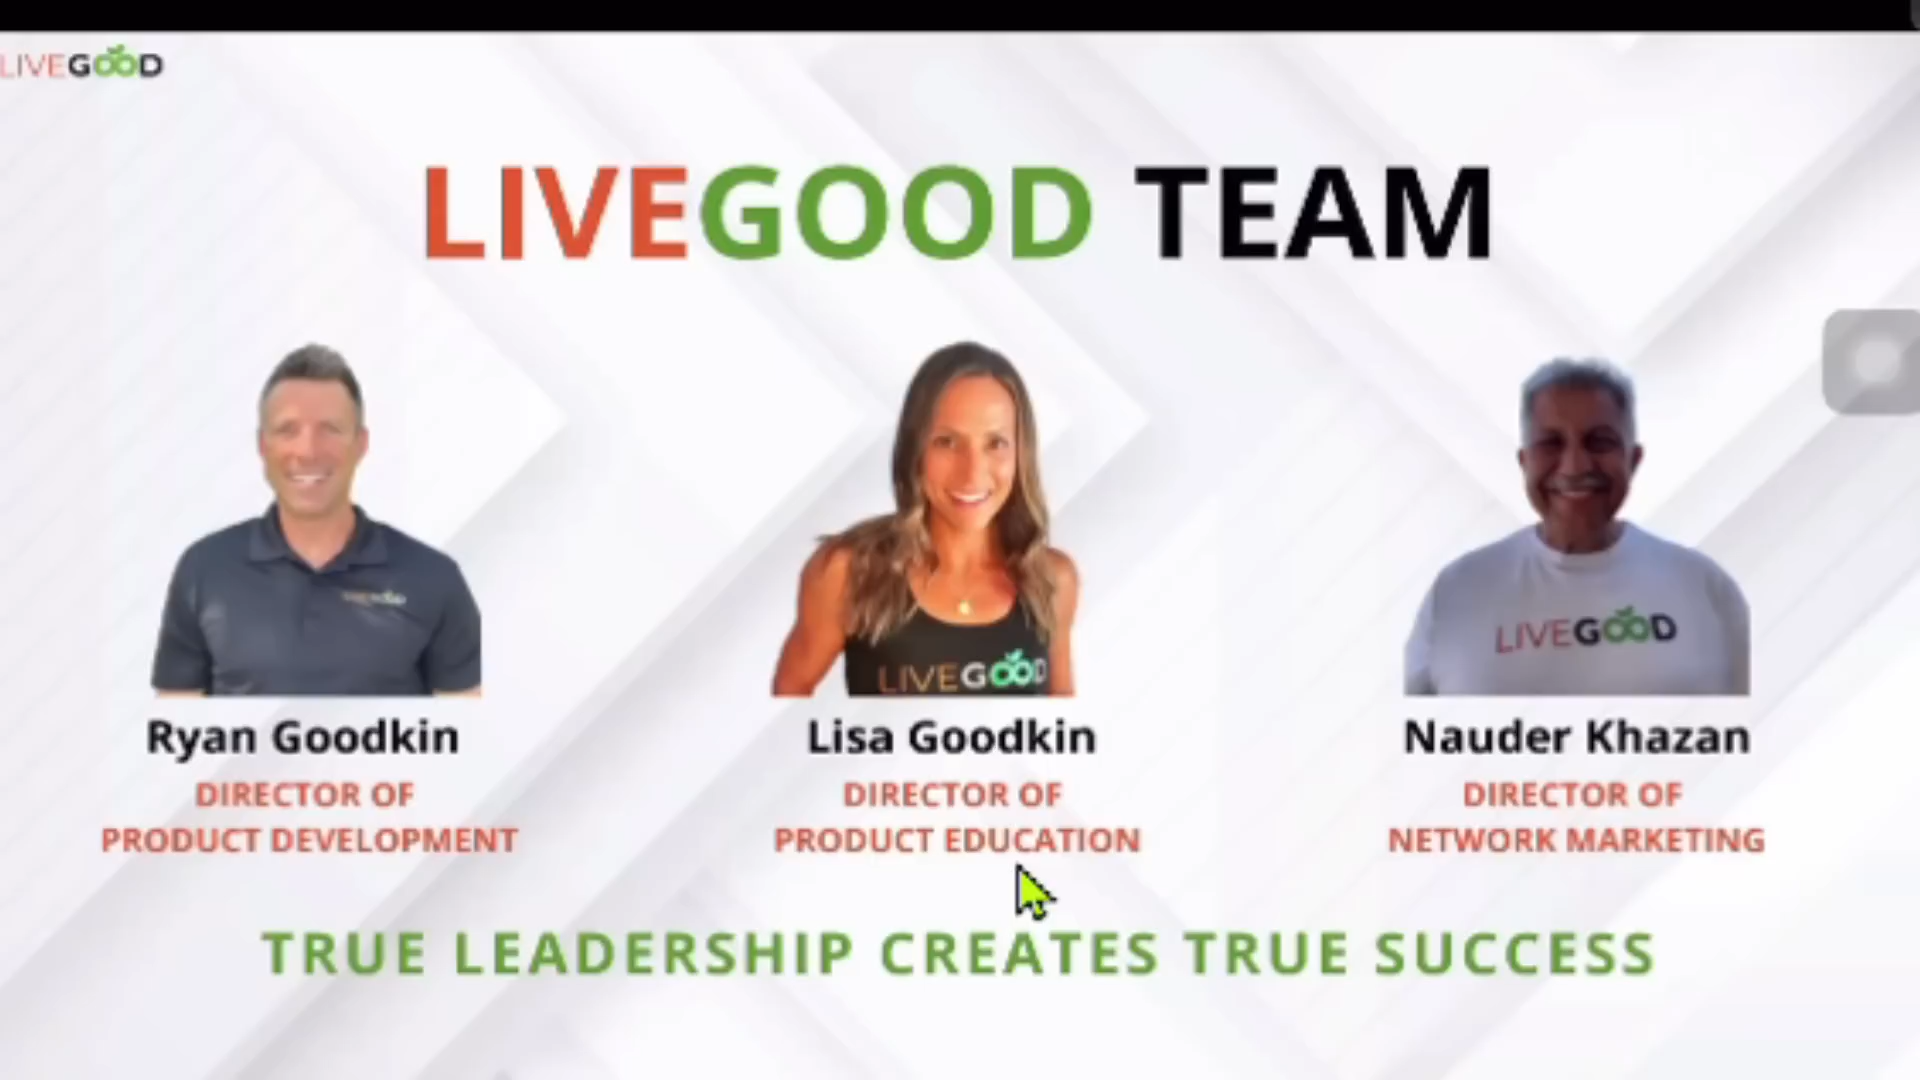 LIVEGOOD
LIVEGOOD TEAM
LIVEGOOD
LIVEGOOD
Ryan Goodkin
Lisa Goodkin
Nauder Khazan
DIRECTOR OF
PRODUCT DEVELOPMENT
DIRECTOR OF
PRODUCT EDUCATION
DIRECTOR OF
NETWORK MARKETING
TRUE LEADERSHIP CREATES TRUE SUCCESS